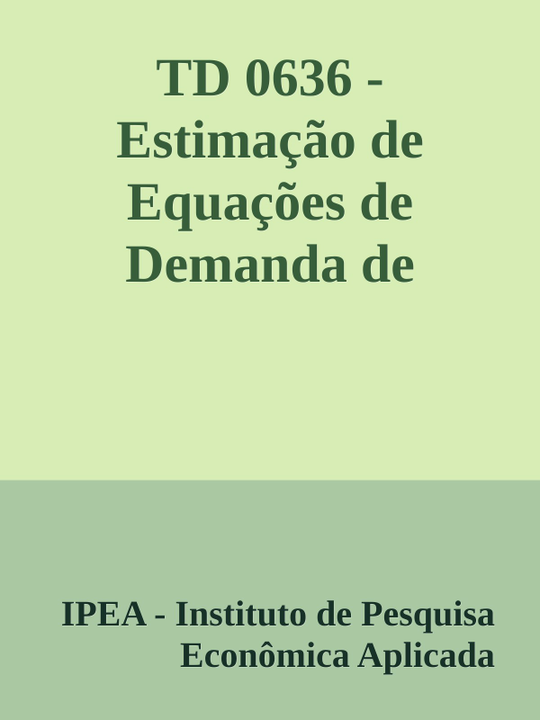 TD 0636 -
Estimação de
Equações de
Demanda de
IPEA - Instituto de Pesquisa
Econômica Aplicada